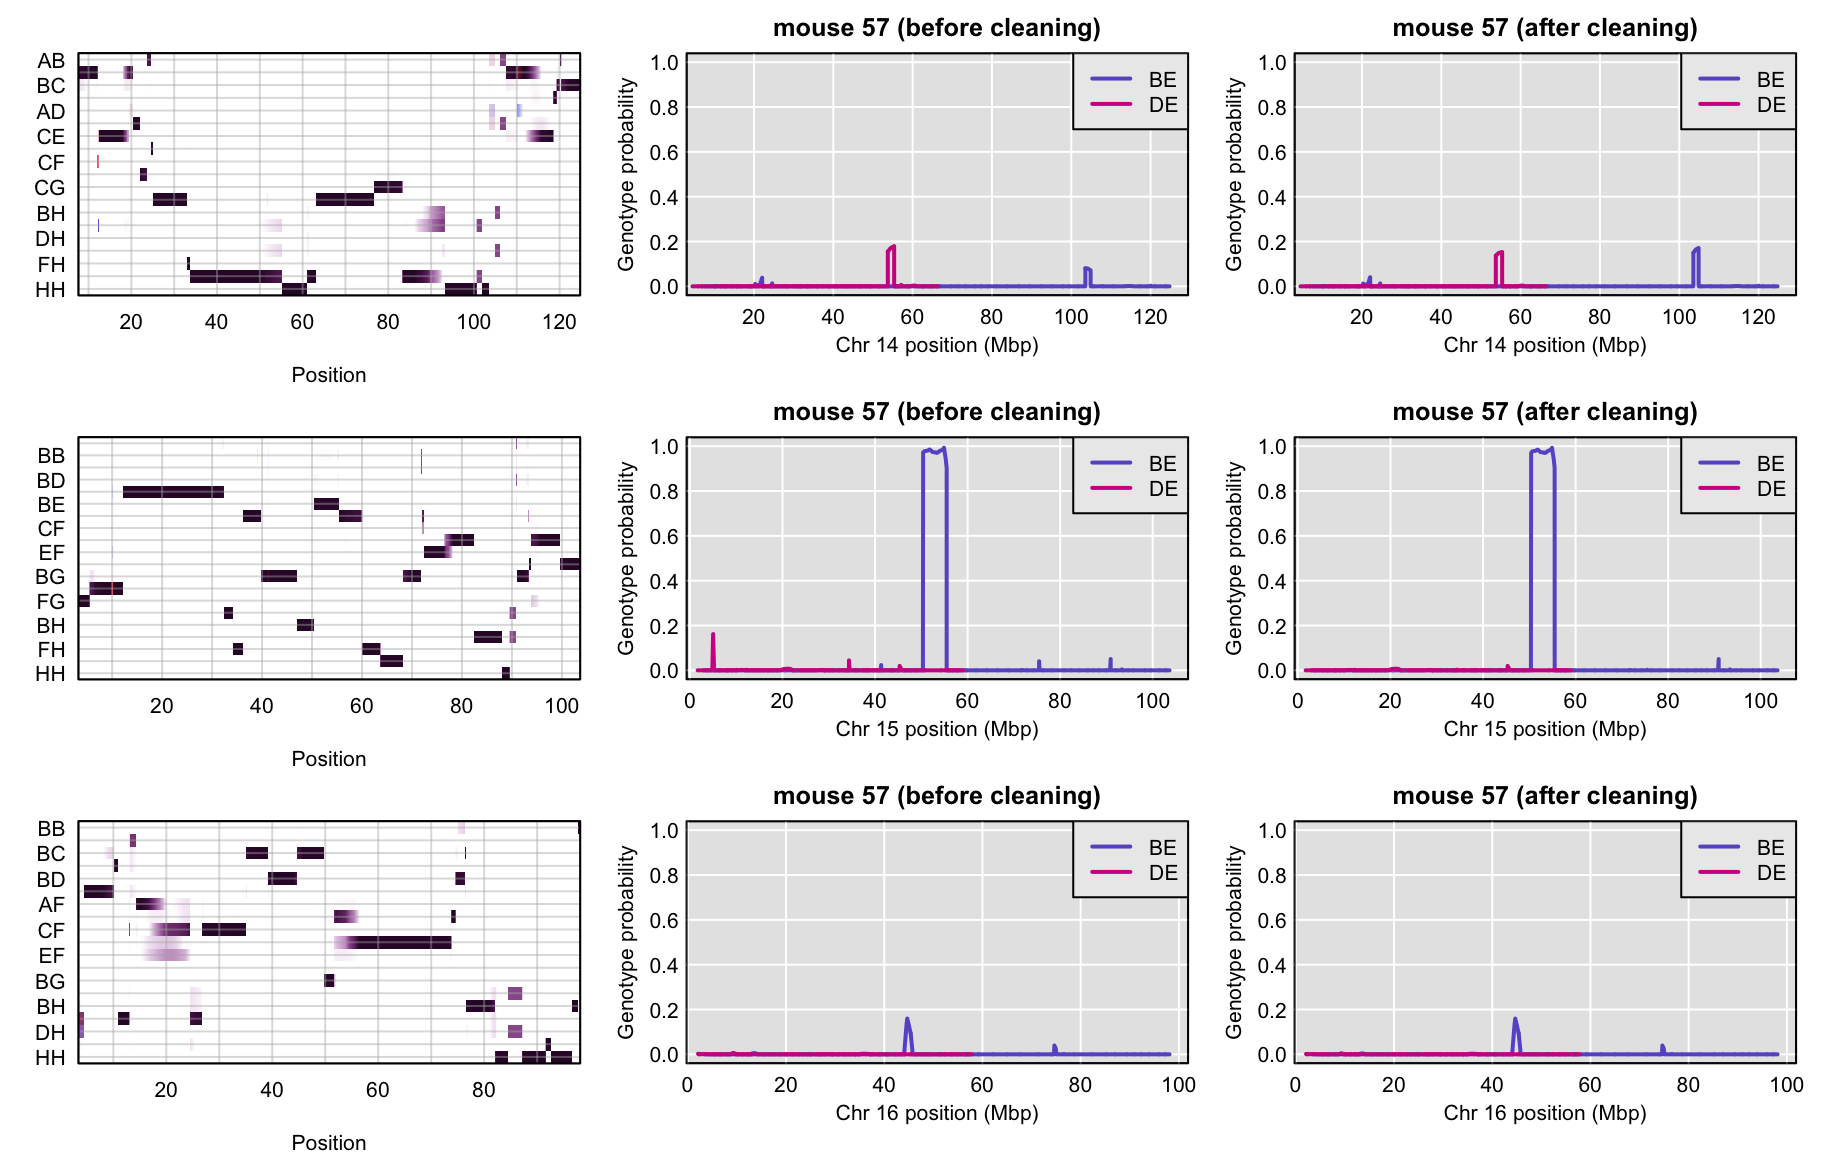 mouse 57 (before cleaning)
mouse 57 (after cleaning)
AB
BC
AD
CE
CF
CG
BH
DH
FH
HH
20 40 60 80 100 120
Position
Genotype probability
1.0
0.8
0.6
0.4
0.2
0.0
BE
DE
20 40 60 80 100 120
Chr 14 position (Mbp)
Genotype probability
1.0
0.8
0.6
0.4
0.2
0.0
BE
DE
20 40 60 80 100 120
Chr 14 position (Mbp)
mouse 57 (before cleaning)
mouse 57 (after cleaning)
BB
BD
BE
CF
EF
BG
FG
BH
FH
HH
20 40 60 80 100
Position
Genotype probability
1.0
0.8
0.6
0.4
0.2
0.0
BE
DE
0 20 40 60 80 100
Chr 15 position (Mbp)
Genotype probability
1.0
0.8
0.6
0.4
0.2
0.0
BE
DE
0 20 40 60 80 100
Chr 15 position (Mbp)
mouse 57 (before cleaning)
mouse 57 (after cleaning)
BB
BC
BD
AF
CF
EF
BG
BH
DH
HH
20 40 60 80
Position
Genotype probability
1.0
0.8
0.6
0.4
0.2
0.0
BE
DE
0 20 40 60 80 100
Chr 16 position (Mbp)
Genotype probability
1.0
0.8
0.6
0.4
0.2
0.0
BE
DE
0 20 40 60 80 100
Chr 16 position (Mbp)